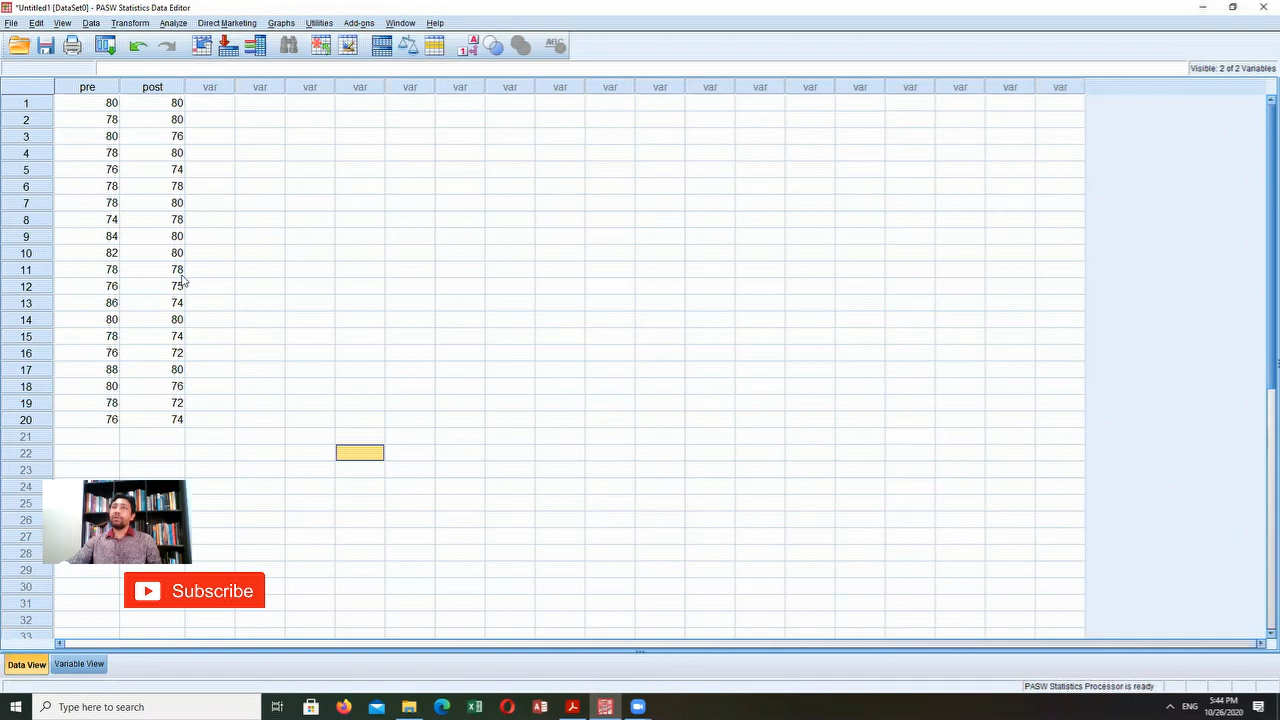 *Untitled1 [DataSet0] - PASW Statistics Data Editor
File Edit View Data Transform Analyze Direct Marketing Graphs Utilities Add-ons Window Help
Visible: 2 of 2 Variables
pre post var var var var var var var var var var var var var var var var var var
1 80 80
2 78 80
3 80 76
4 78 80
5 76 74
6 78 78
7 78 80
8 74 78
9 84 80
10 82 80
11 78 78
12 76 75
13 86 74
14 80 80
15 78 74
16 76 72
17 88 80
18 80 76
19 78 72
20 76 74
21
22
23
24
25
26
27
28
29
30
31
32
33
Subscribe
Data View Variable View
PASW Statistics Processor is ready
Type here to search
ENG
5:44 PM
10/26/2020